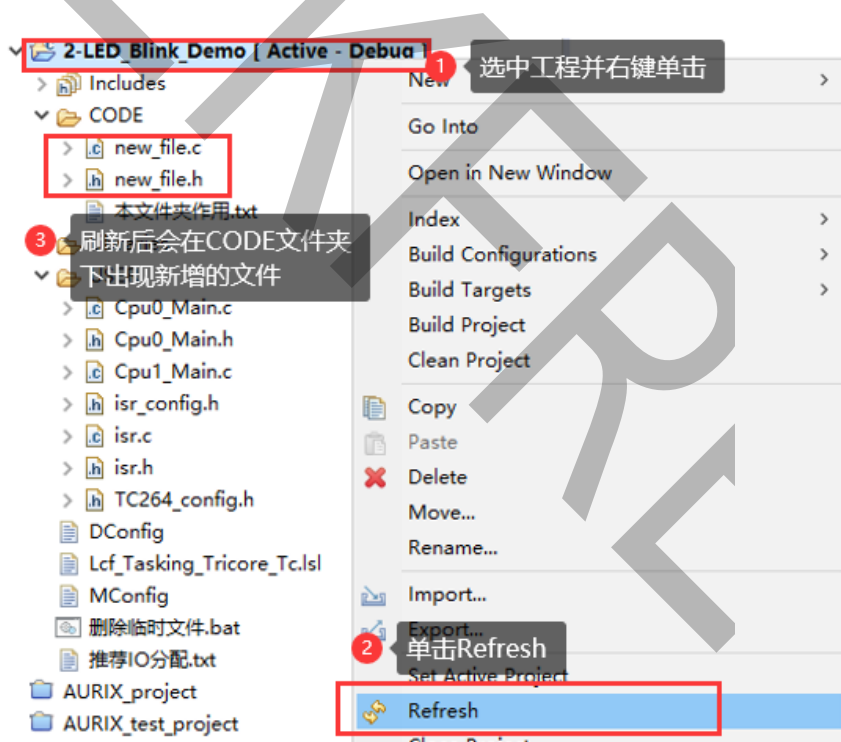 2-LED_Blink_Demo [ Active - Debug ]
1 选中工程并右键单击
Includes
CODE
new_file.c
new_file.h
本文件夹作用.txt
3 刷新后会在CODE文件夹
下出现新增的文件
Cpu0_Main.c
Cpu0_Main.h
Cpu1_Main.c
isr_config.h
isr.c
isr.h
TC264_config.h
DConfig
Lcf_Tasking_Tricore_Tc.lsl
MConfig
删除临时文件.bat
推荐IO分配.txt
AURIX_project
AURIX_test_project
New
Go Into
Open in New Window
Index
Build Configurations
Build Targets
Build Project
Clean Project
Copy
Paste
Delete
Move...
Rename...
Import...
Export...
2 单击Refresh
Set Active Project
Refresh